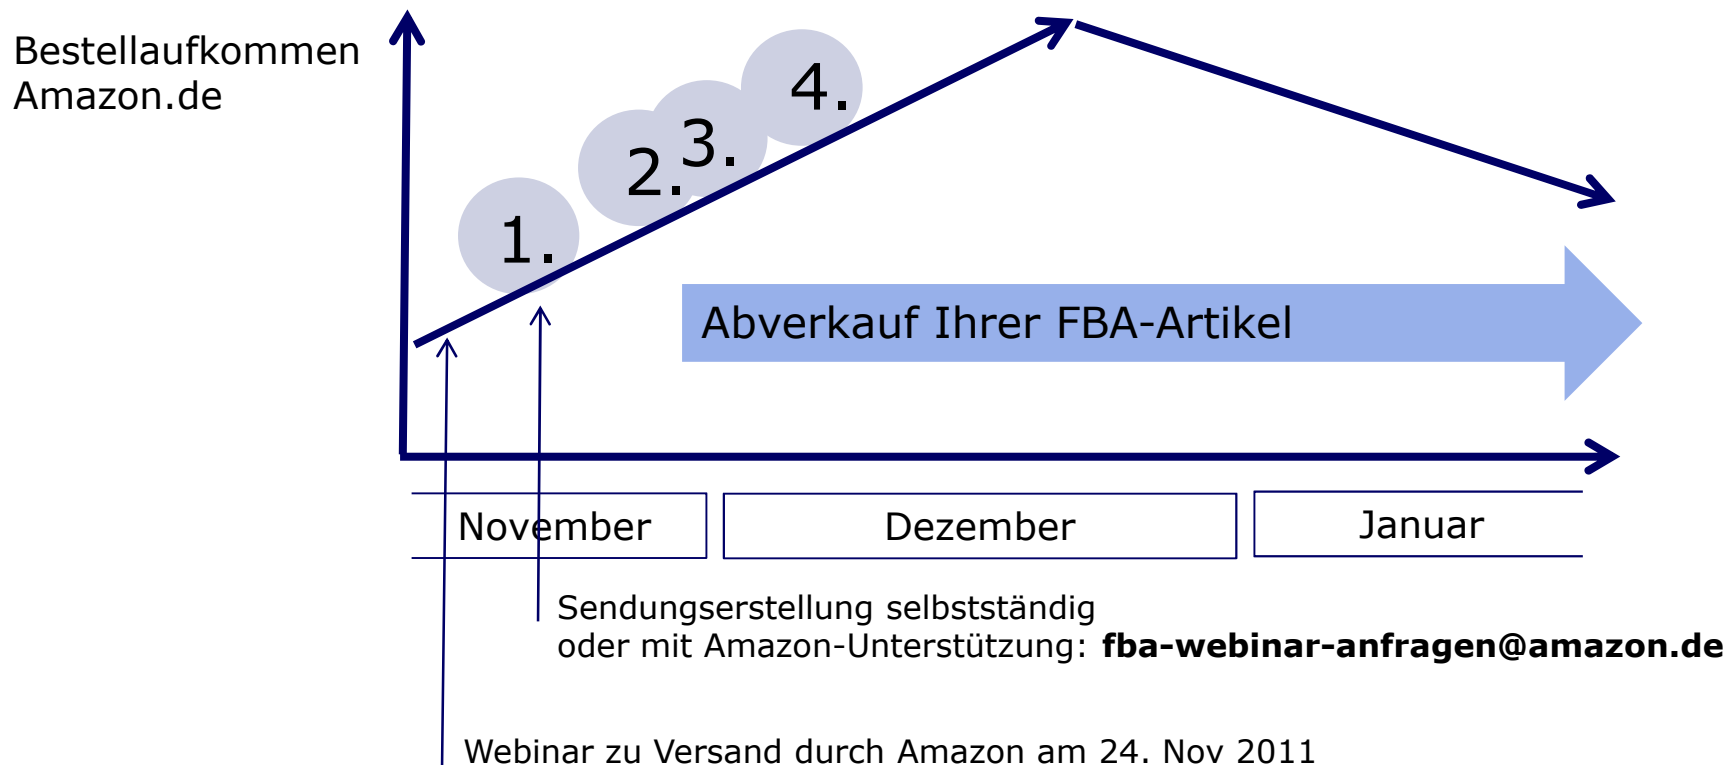 Bestellaufkommen
Amazon.de
4.
3.
2.
1.
Abverkauf Ihrer FBA-Artikel
November
Dezember
Januar
Sendungserstellung selbstständig
oder mit Amazon-Unterstützung: fba-webinar-anfragen@amazon.de
Webinar zu Versand durch Amazon am 24. Nov 2011